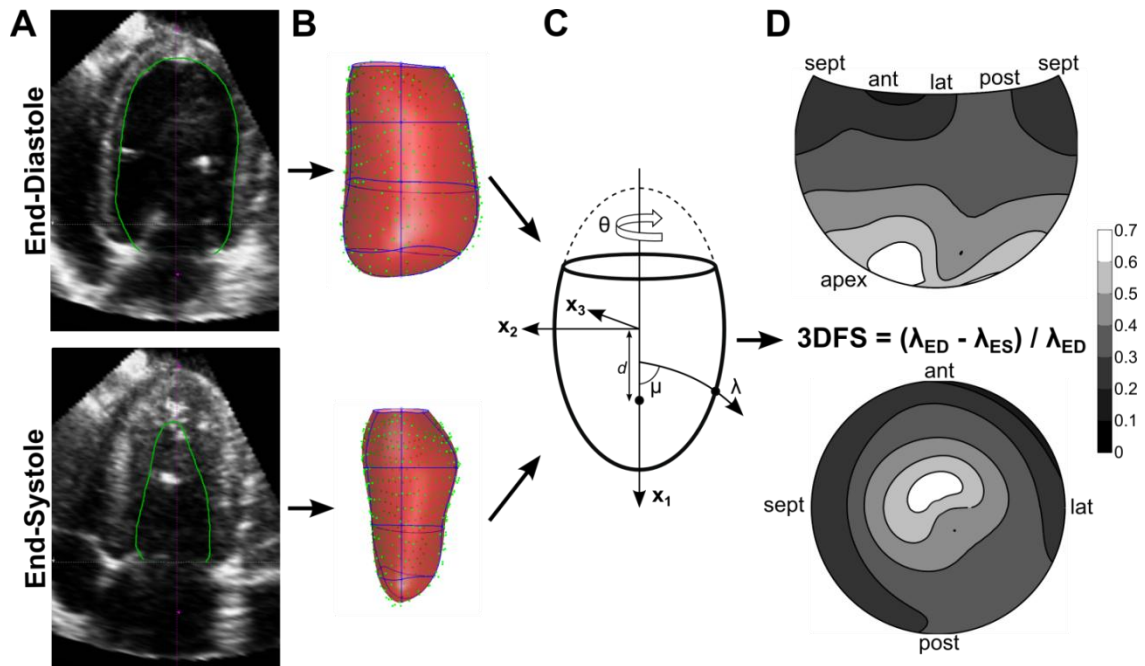 A
B
C
D
End-Diastole
End-Systole
θ
x₃
x₂
d
μ
λ
x₁
sept
ant
lat
post
sept
apex
3DFS = (λED - λES) / λED
ant
sept
lat
post
0.7
0.6
0.5
0.4
0.3
0.2
0.1
0